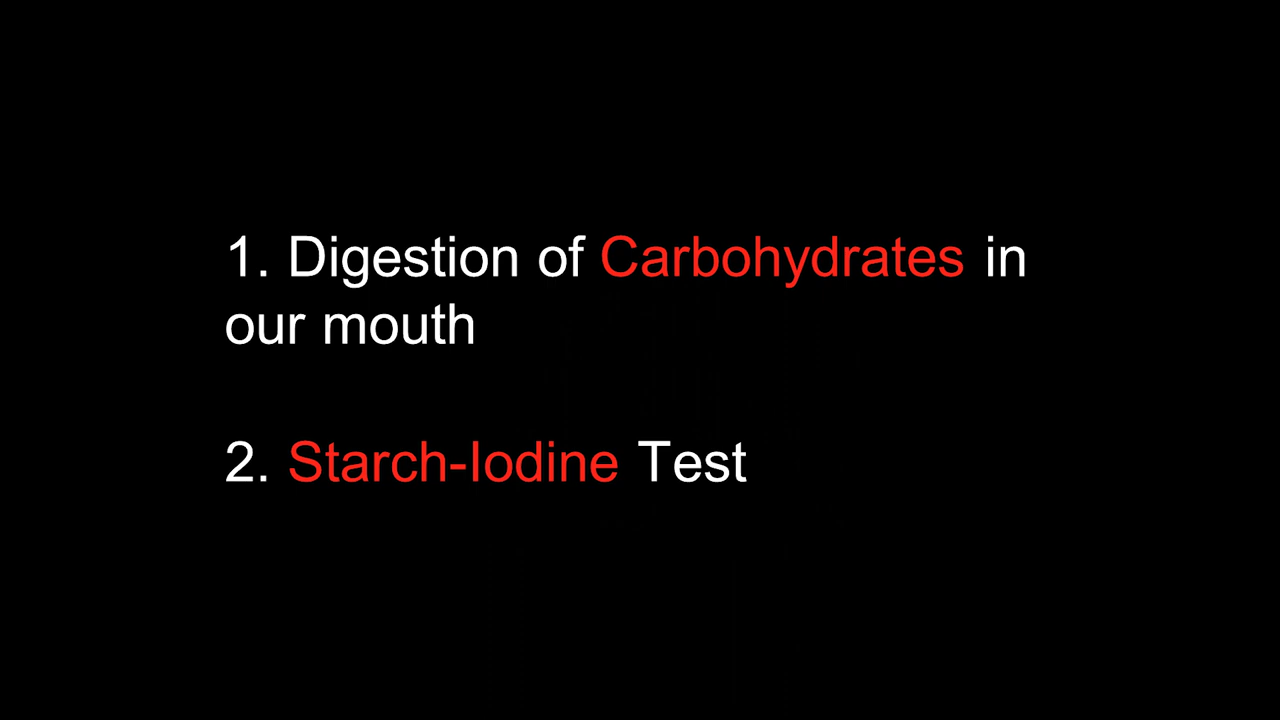 1. Digestion of Carbohydrates in
our mouth
2. Starch-Iodine Test